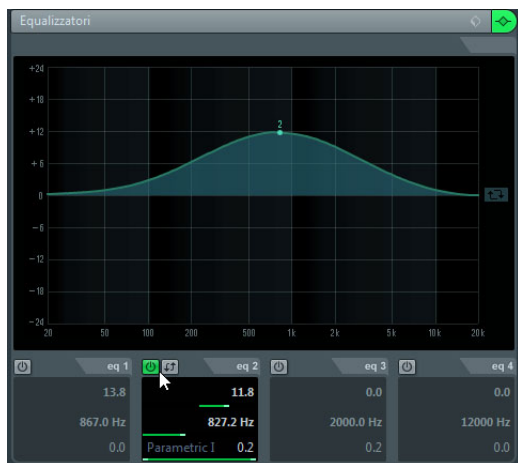 Equalizzatori
+24
+18
+12
+6
0
-6
-12
-18
-24
2
20 50 100 200 500 1k 2k 5k 10k 20k
eq 1 eq 2 eq 3 eq 4
13.8 11.8 0.0 0.0
867.0 Hz 827.2 Hz 2000.0 Hz 12000 Hz
0.0 Parametric I 0.2 0.2 0.0